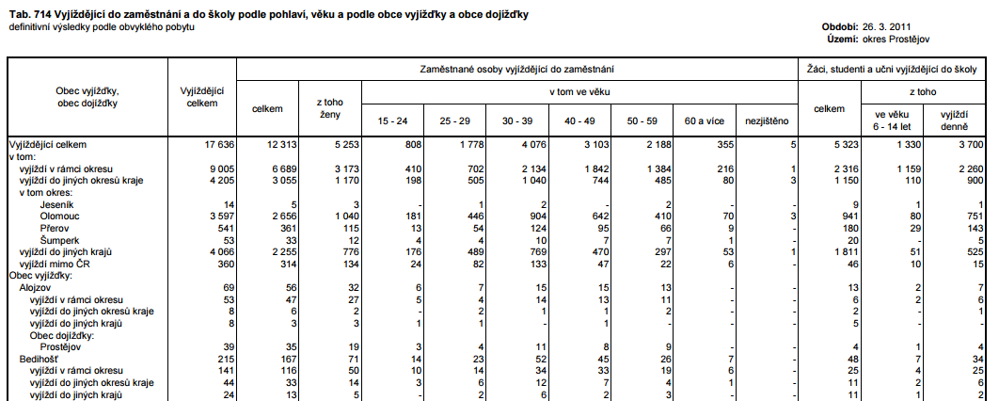 Tab. 714 Vyjíždějící do zaměstnání a do školy podle pohlaví, věku a podle obce vyjížďky a obce dojížďky
definitivní výsledky podle obvyklého pobytu
Období: 26. 3. 2011
Území: okres Prostějov
Obec vyjížďky, obec dojížďky
Vyjíždějící celkem
Zaměstnané osoby vyjíždějící do zaměstnání
Žáci, studenti a učni vyjíždějící do školy
celkem
z toho ženy
v tom ve věku
celkem
z toho
15 - 24 25 - 29 30 - 39 40 - 49 50 - 59 60 a více nezjištěno
ve věku 6 - 14 let
vyjíždí denně
Vyjíždějící celkem 17 636 12 313 5 253 808 1 778 4 076 3 103 2 188 355 5 5 323 1 330 3 700
v tom:
vyjíždí v rámci okresu 9 005 6 689 3 173 410 702 2 134 1 842 1 384 216 1 2 316 1 159 2 260
vyjíždí do jiných okresů kraje 4 205 3 055 1 170 198 505 1 040 744 485 80 3 1 150 110 900
v tom okres:
Jeseník 14 5 3 - 1 2 - 2 - - 9 1 1
Olomouc 3 597 2 656 1 040 181 446 904 642 410 70 3 941 80 751
Přerov 541 361 115 13 54 124 95 66 9 - 180 29 143
Šumperk 53 33 12 4 4 10 7 7 1 - 20 - 5
vyjíždí do jiných krajů 4 066 2 255 776 176 489 769 470 297 53 1 1 811 51 525
vyjíždí mimo ČR 360 314 134 24 82 133 47 22 6 - 46 10 15
Obec vyjížďky:
Alojzov 69 56 32 6 7 15 15 13 - - 13 2 7
vyjíždí v rámci okresu 53 47 27 5 4 14 13 11 - - 6 2 6
vyjíždí do jiných okresů kraje 8 6 2 - 2 1 1 2 - - 2 - 1
vyjíždí do jiných krajů 8 3 3 1 1 - 1 - - - 5 - -
Obec dojížďky:
Prostějov 39 35 19 3 4 11 8 9 - - 4 1 4
Bedihošť 215 167 71 14 23 52 45 26 7 - 48 7 34
vyjíždí v rámci okresu 141 116 50 10 14 34 33 19 6 - 25 4 25
vyjíždí do jiných okresů kraje 44 33 14 3 6 12 7 4 1 - 11 2 6
vyjíždí do jiných krajů 24 13 5 - 2 6 2 3 - - 11 1 2